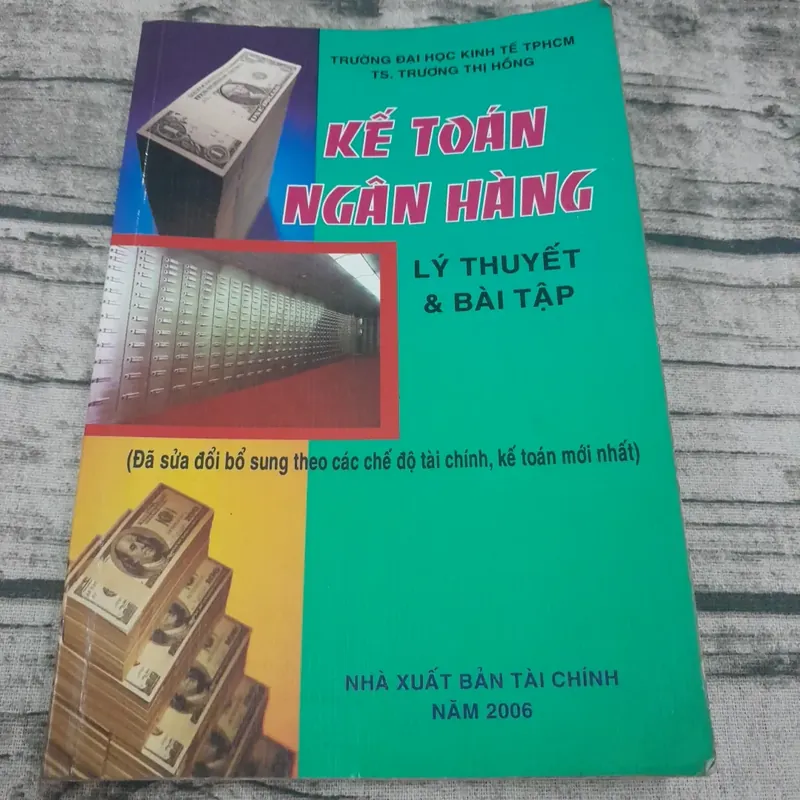 TRƯỜNG ĐẠI HỌC KINH TẾ TPHCM
TS. TRƯƠNG THỊ HỒNG
KẾ TOÁN
NGÂN HÀNG
LÝ THUYẾT
& BÀI TẬP
(Đã sửa đổi bổ sung theo các chế độ tài chính, kế toán mới nhất)
NHÀ XUẤT BẢN TÀI CHÍNH
NĂM 2006